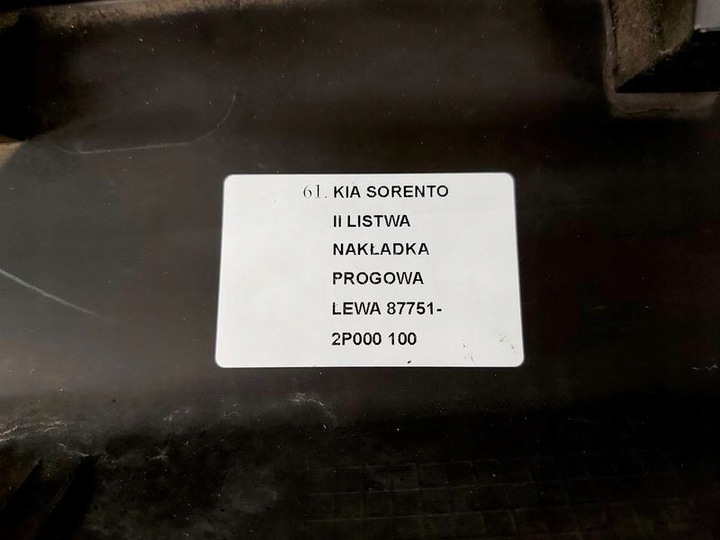 61. KIA SORENTO
II LISTWA
NAKŁADKA
PROGOWA
LEWA 87751-
2P000 100